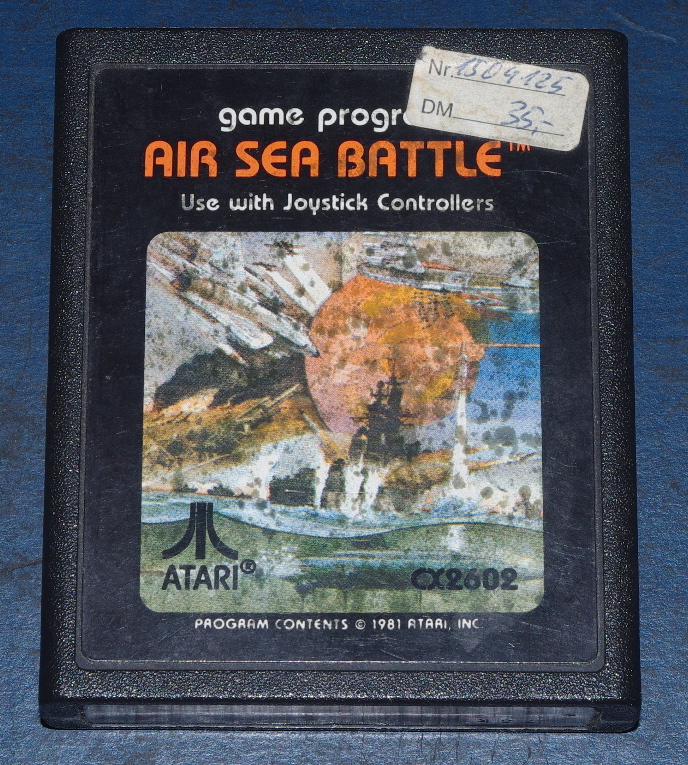 Nr. 1504125
DM 35,-
game progr
AIR SEA BATTLE™
Use with Joystick Controllers
ATARI®
CX2602
PROGRAM CONTENTS © 1981 ATARI, INC.